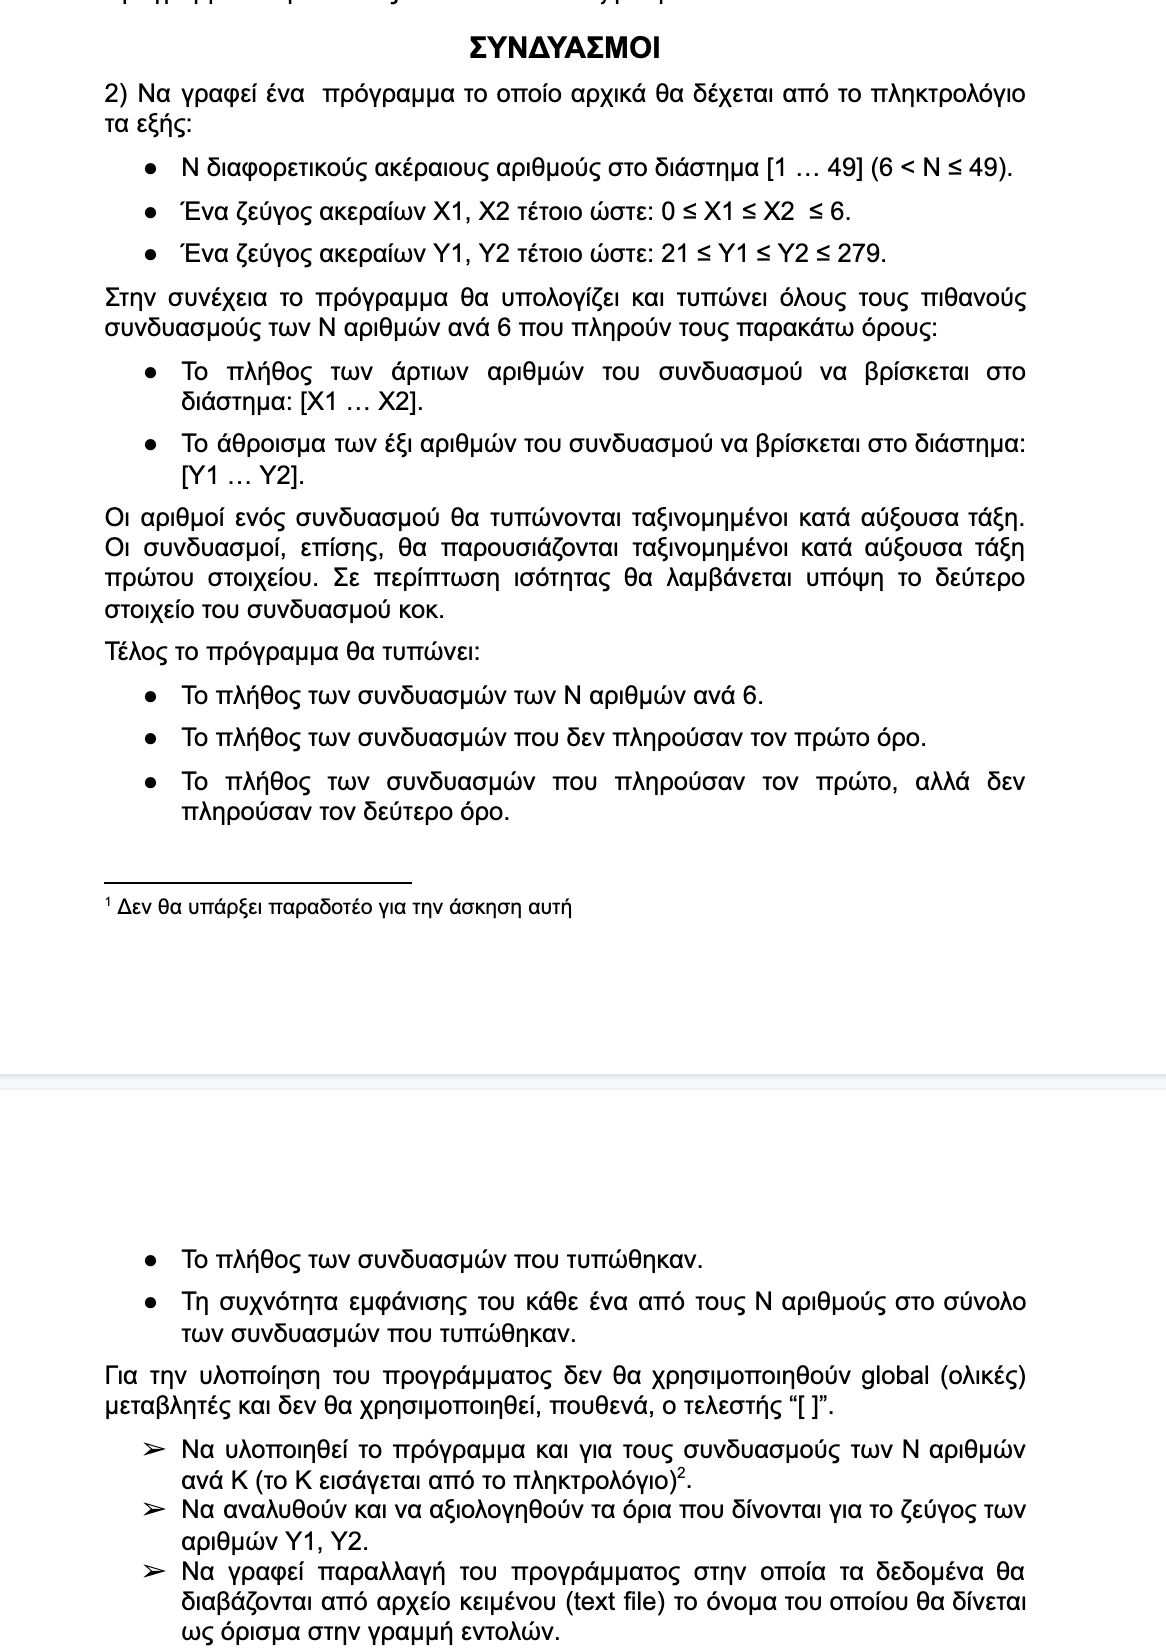 ΣΥΝΔΥΑΣΜΟΙ
2) Να γραφεί ένα πρόγραμμα το οποίο αρχικά θα δέχεται από το πληκτρολόγιο
τα εξής:
● N διαφορετικούς ακέραιους αριθμούς στο διάστημα [1 … 49] (6 < N ≤ 49).
● Ένα ζεύγος ακεραίων X1, X2 τέτοιο ώστε: 0 ≤ X1 ≤ X2 ≤ 6.
● Ένα ζεύγος ακεραίων Y1, Y2 τέτοιο ώστε: 21 ≤ Y1 ≤ Y2 ≤ 279.
Στην συνέχεια το πρόγραμμα θα υπολογίζει και τυπώνει όλους τους πιθανούς
συνδυασμούς των N αριθμών ανά 6 που πληρούν τους παρακάτω όρους:
● Το πλήθος των άρτιων αριθμών του συνδυασμού να βρίσκεται στο
διάστημα: [X1 … X2].
● Το άθροισμα των έξι αριθμών του συνδυασμού να βρίσκεται στο διάστημα:
[Y1 … Y2].
Οι αριθμοί ενός συνδυασμού θα τυπώνονται ταξινομημένοι κατά αύξουσα τάξη.
Οι συνδυασμοί, επίσης, θα παρουσιάζονται ταξινομημένοι κατά αύξουσα τάξη
πρώτου στοιχείου. Σε περίπτωση ισότητας θα λαμβάνεται υπόψη το δεύτερο
στοιχείο του συνδυασμού κοκ.
Τέλος το πρόγραμμα θα τυπώνει:
● Το πλήθος των συνδυασμών των N αριθμών ανά 6.
● Το πλήθος των συνδυασμών που δεν πληρούσαν τον πρώτο όρο.
● Το πλήθος των συνδυασμών που πληρούσαν τον πρώτο, αλλά δεν
πληρούσαν τον δεύτερο όρο.
1 Δεν θα υπάρξει παραδοτέο για την άσκηση αυτή
● Το πλήθος των συνδυασμών που τυπώθηκαν.
● Τη συχνότητα εμφάνισης του κάθε ένα από τους N αριθμούς στο σύνολο
των συνδυασμών που τυπώθηκαν.
Για την υλοποίηση του προγράμματος δεν θα χρησιμοποιηθούν global (ολικές)
μεταβλητές και δεν θα χρησιμοποιηθεί, πουθενά, ο τελεστής “[ ]”.
➢ Να υλοποιηθεί το πρόγραμμα και για τους συνδυασμούς των N αριθμών
ανά K (το K εισάγεται από το πληκτρολόγιο)2.
➢ Να αναλυθούν και να αξιολογηθούν τα όρια που δίνονται για το ζεύγος των
αριθμών Y1, Y2.
➢ Να γραφεί παραλλαγή του προγράμματος στην οποία τα δεδομένα θα
διαβάζονται από αρχείο κειμένου (text file) το όνομα του οποίου θα δίνεται
ως όρισμα στην γραμμή εντολών.